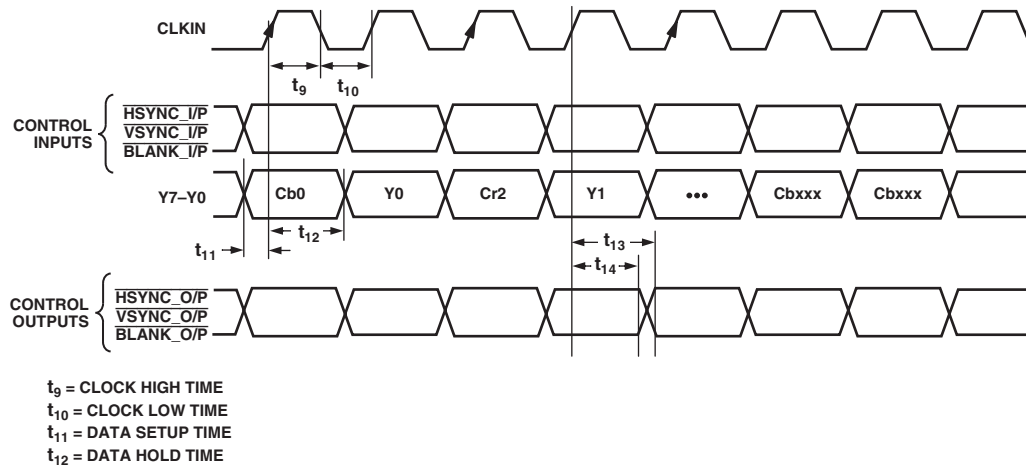 CLKIN
t9 t10
CONTROL INPUTS
HSYNC_I/P
VSYNC_I/P
BLANK_I/P
Y7–Y0 Cb0 Y0 Cr2 Y1 ••• Cbxxx Cbxxx
t11 t12 t13
t14
CONTROL OUTPUTS
HSYNC_O/P
VSYNC_O/P
BLANK_O/P
t9 = CLOCK HIGH TIME
t10 = CLOCK LOW TIME
t11 = DATA SETUP TIME
t12 = DATA HOLD TIME